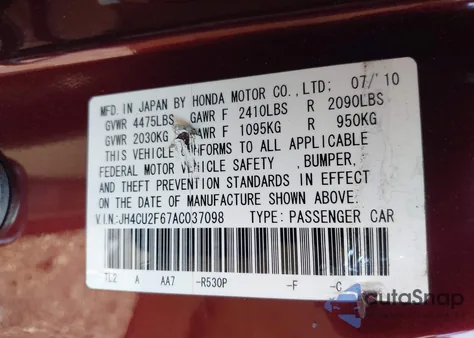 MFD. IN JAPAN BY HONDA MOTOR CO.,LTD; 07/'10
GVWR 4475LBS GAWR F 2410LBS R 2090LBS
GVWR 2030KG GAWR F 1095KG R 950KG
THIS VEHICLE CONFORMS TO ALL APPLICABLE
FEDERAL MOTOR VEHICLE SAFETY ,BUMPER,
AND THEFT PREVENTION STANDARDS IN EFFECT
ON THE DATE OF MANUFACTURE SHOWN ABOVE.
V.I.N:JH4CU2F67AC037098 TYPE: PASSENGER CAR
TL2 A AA7 -R530P -F -C
autoSnap